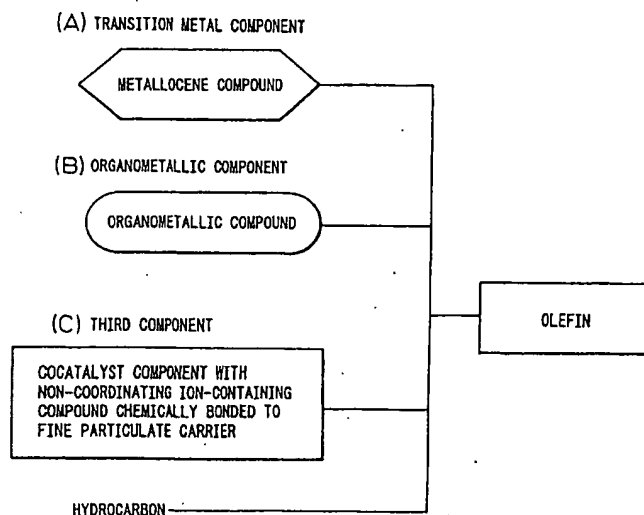 (A) TRANSITION METAL COMPONENT
METALLOCENE COMPOUND
(B) ORGANOMETALLIC COMPONENT
ORGANOMETALLIC COMPOUND
(C) THIRD COMPONENT
COCATALYST COMPONENT WITH
NON-COORDINATING ION-CONTAINING
COMPOUND CHEMICALLY BONDED TO
FINE PARTICULATE CARRIER
HYDROCARBON
OLEFIN